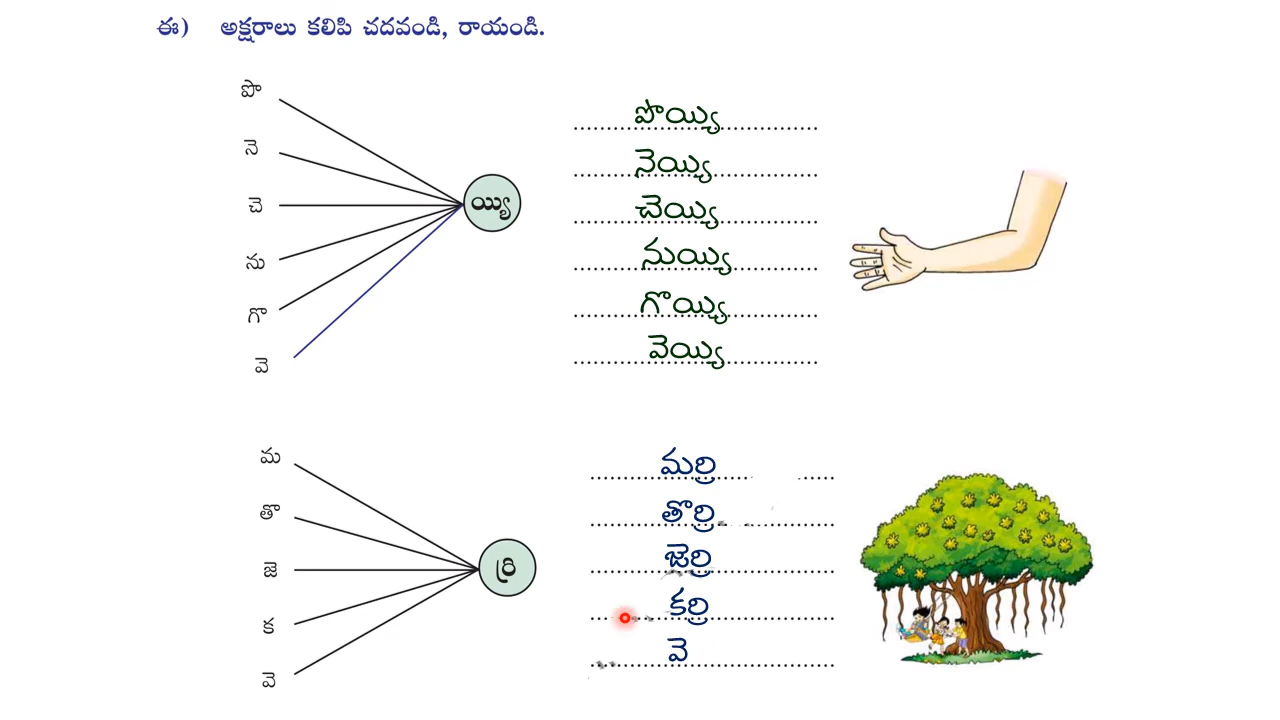 ఈ) అక్షరాలు కలిపి చదవండి, రాయండి.
పొ
నె
చె
ను
గొ
వె
య్యి
పొయ్యి
నెయ్యి
చెయ్యి
నుయ్యి
గొయ్యి
వెయ్యి
మ
తొ
జె
క
వె
ర్రి
మర్రి
తొర్రి
జెర్రి
కర్రి
వె